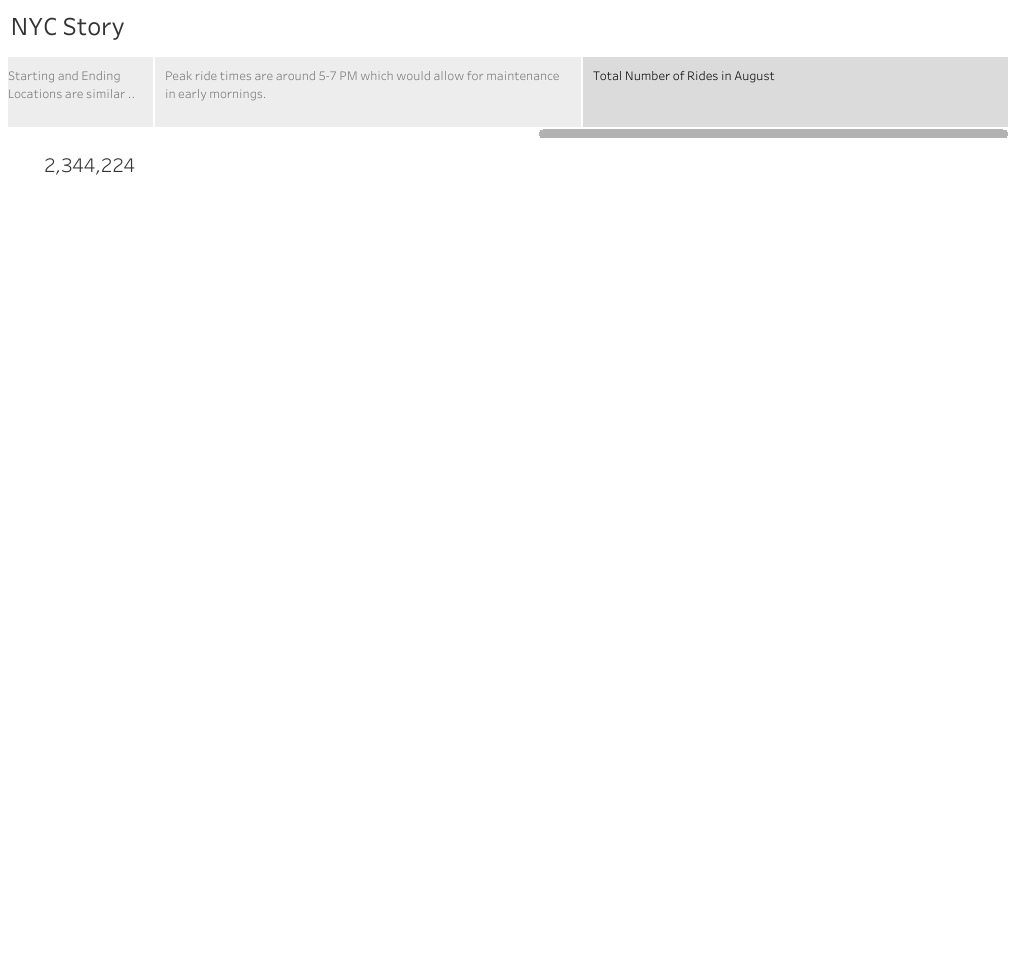 NYC Story
Starting and Ending
Locations are similar ..
Peak ride times are around 5-7 PM which would allow for maintenance
in early mornings.
Total Number of Rides in August
2,344,224